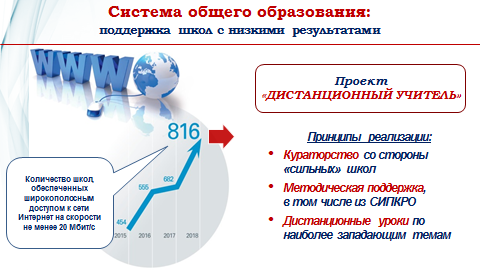 Система общего образования:
поддержка школ с низкими результатами
WWW
Проект
«ДИСТАНЦИОННЫЙ УЧИТЕЛЬ»
816
Принципы реализации:
• Кураторство со стороны
«сильных» школ
• Методическая поддержка,
в том числе из СИПКРО
• Дистанционные уроки по
наиболее западающим темам
Количество школ,
обеспеченных
широкополосным
доступом к сети
Интернет на скорости
не менее 20 Мбит/с
454
555
682
2015 2016 2017 2018